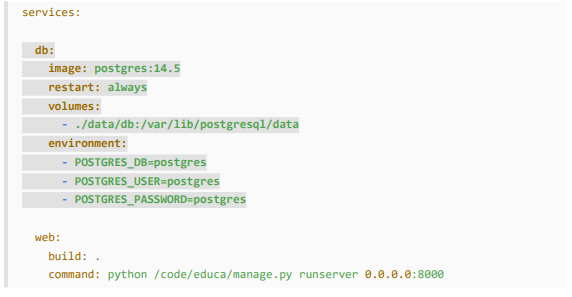 services:
  db:
    image: postgres:14.5
    restart: always
    volumes:
      - ./data/db:/var/lib/postgresql/data
    environment:
      - POSTGRES_DB=postgres
      - POSTGRES_USER=postgres
      - POSTGRES_PASSWORD=postgres
  web:
    build: .
    command: python /code/educa/manage.py runserver 0.0.0.0:8000